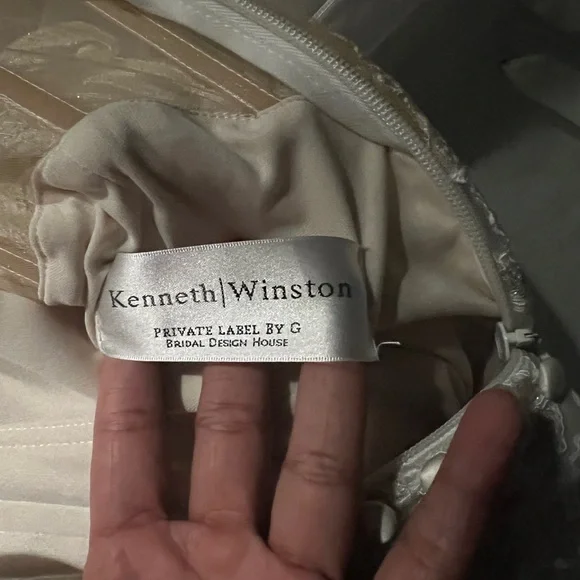 Kenneth|Winston
PRIVATE LABEL BY G
BRIDAL DESIGN HOUSE